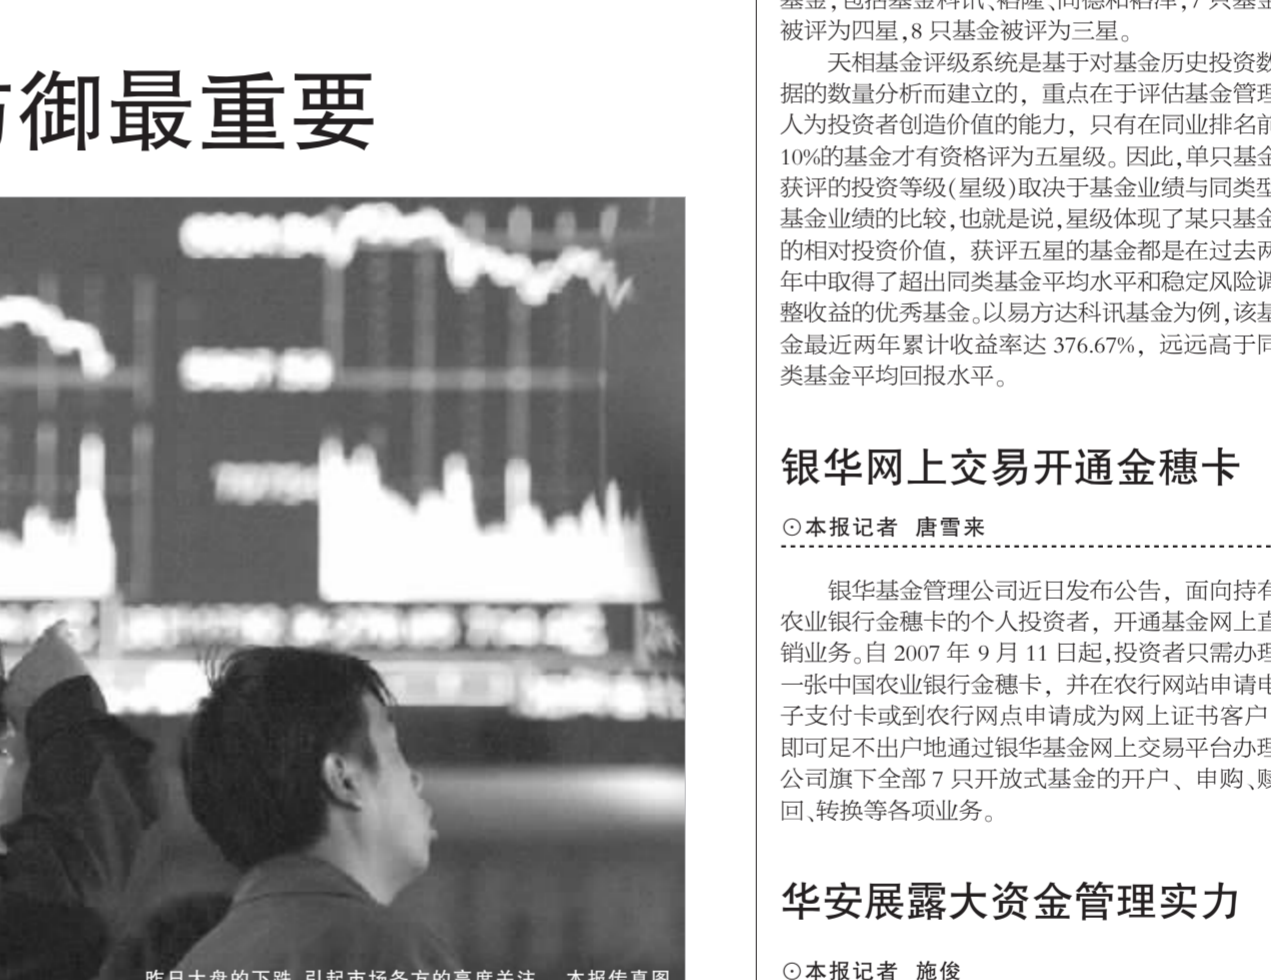 御最重要
昨日大盘的下跌,引起市场各方的高度关注。 本报传真图
基金,包括基金科讯、裕隆、同德和裕泽,7 只基金
被评为四星,8 只基金被评为三星。
天相基金评级系统是基于对基金历史投资数
据的数量分析而建立的，重点在于评估基金管理
人为投资者创造价值的能力，只有在同业排名前
10%的基金才有资格评为五星级。因此,单只基金
获评的投资等级(星级)取决于基金业绩与同类型
基金业绩的比较,也就是说,星级体现了某只基金
的相对投资价值，获评五星的基金都是在过去两
年中取得了超出同类基金平均水平和稳定风险调
整收益的优秀基金。以易方达科讯基金为例,该基
金最近两年累计收益率达 376.67%，远远高于同
类基金平均回报水平。
银华网上交易开通金穗卡
⊙本报记者 唐雪来
银华基金管理公司近日发布公告，面向持有
农业银行金穗卡的个人投资者，开通基金网上直
销业务。自 2007 年 9 月 11 日起,投资者只需办理
一张中国农业银行金穗卡，并在农行网站申请电
子支付卡或到农行网点申请成为网上证书客户
即可足不出户地通过银华基金网上交易平台办理
公司旗下全部 7 只开放式基金的开户、申购、赎
回、转换等各项业务。
华安展露大资金管理实力
⊙本报记者 施俊